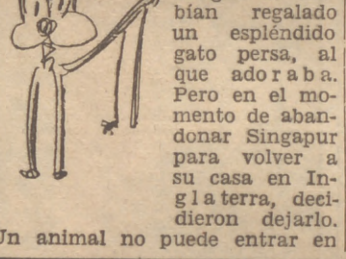 bían regalado
un espléndido
gato persa, al
que adoraba.
Pero en el mo-
mento de aban-
donar Singapur
para volver a
su casa en In-
glaterra, deci-
dieron dejarlo.
Un animal no puede entrar en